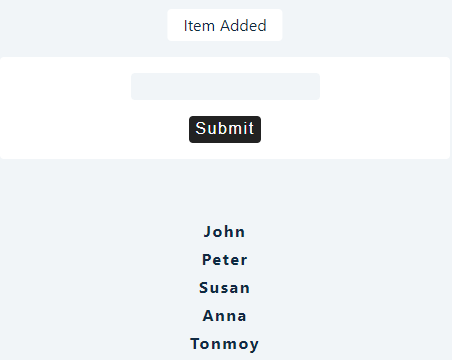 Item Added
Submit
John
Peter
Susan
Anna
Tonmoy